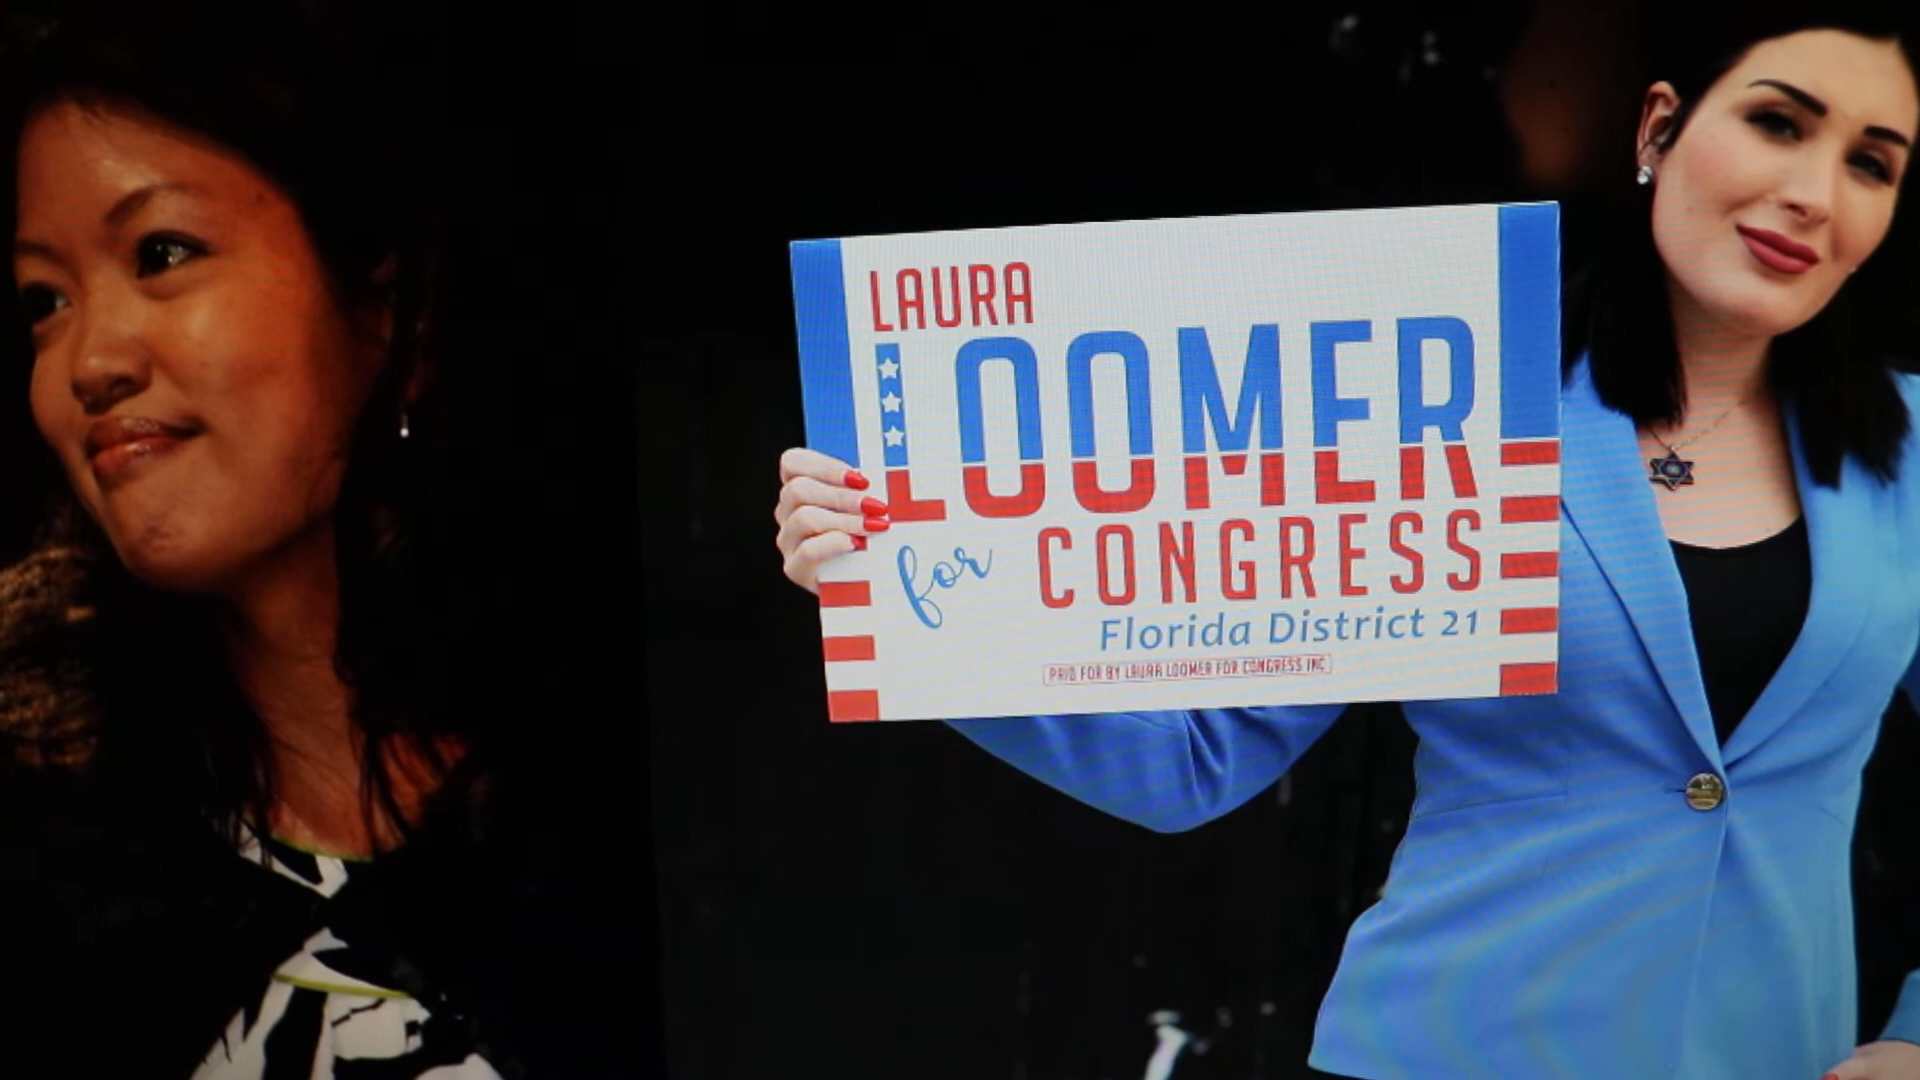 LAURA
LOOMER
for CONGRESS
Florida District 21
PAID FOR BY LAURA LOOMER FOR CONGRESS INC